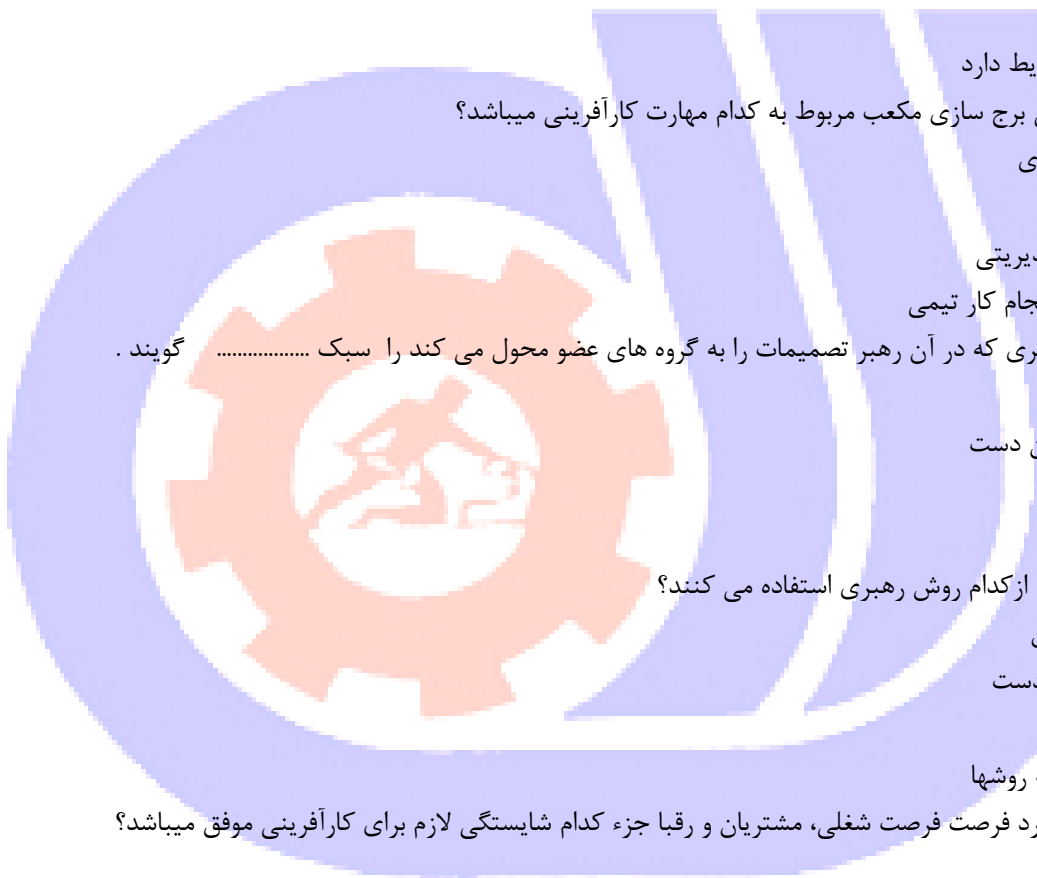 یط دارد
برج سازی مکعب مربوط به کدام مهارت کارآفرینی میباشد؟
ی
دیریتی
جام کار تیمی
ری که در آن رهبر تصمیمات را به گروه های عضو محول می کند را سبک .................. گویند .
دست
ازکدام روش رهبری استفاده می کنند؟
دست
روشها
رد فرصت فرصت شغلی، مشتریان و رقبا جزء کدام شایستگی لازم برای کارآفرینی موفق میباشد؟